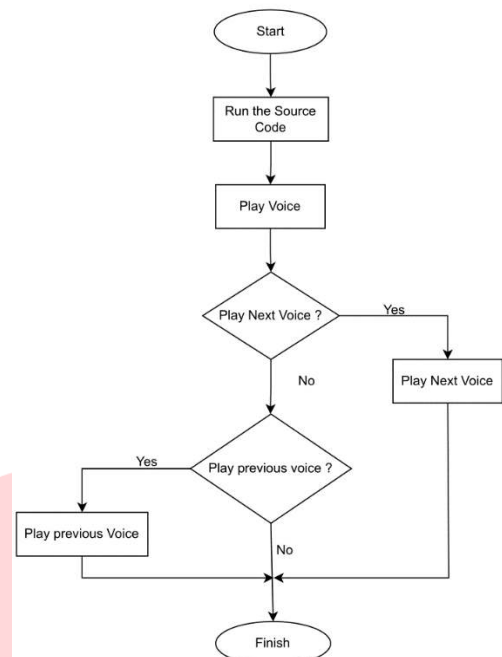 Start
Run the Source
Code
Play Voice
Play Next Voice ?
Yes
No
Play Next Voice
Yes
Play previous voice ?
Play previous Voice
No
Finish